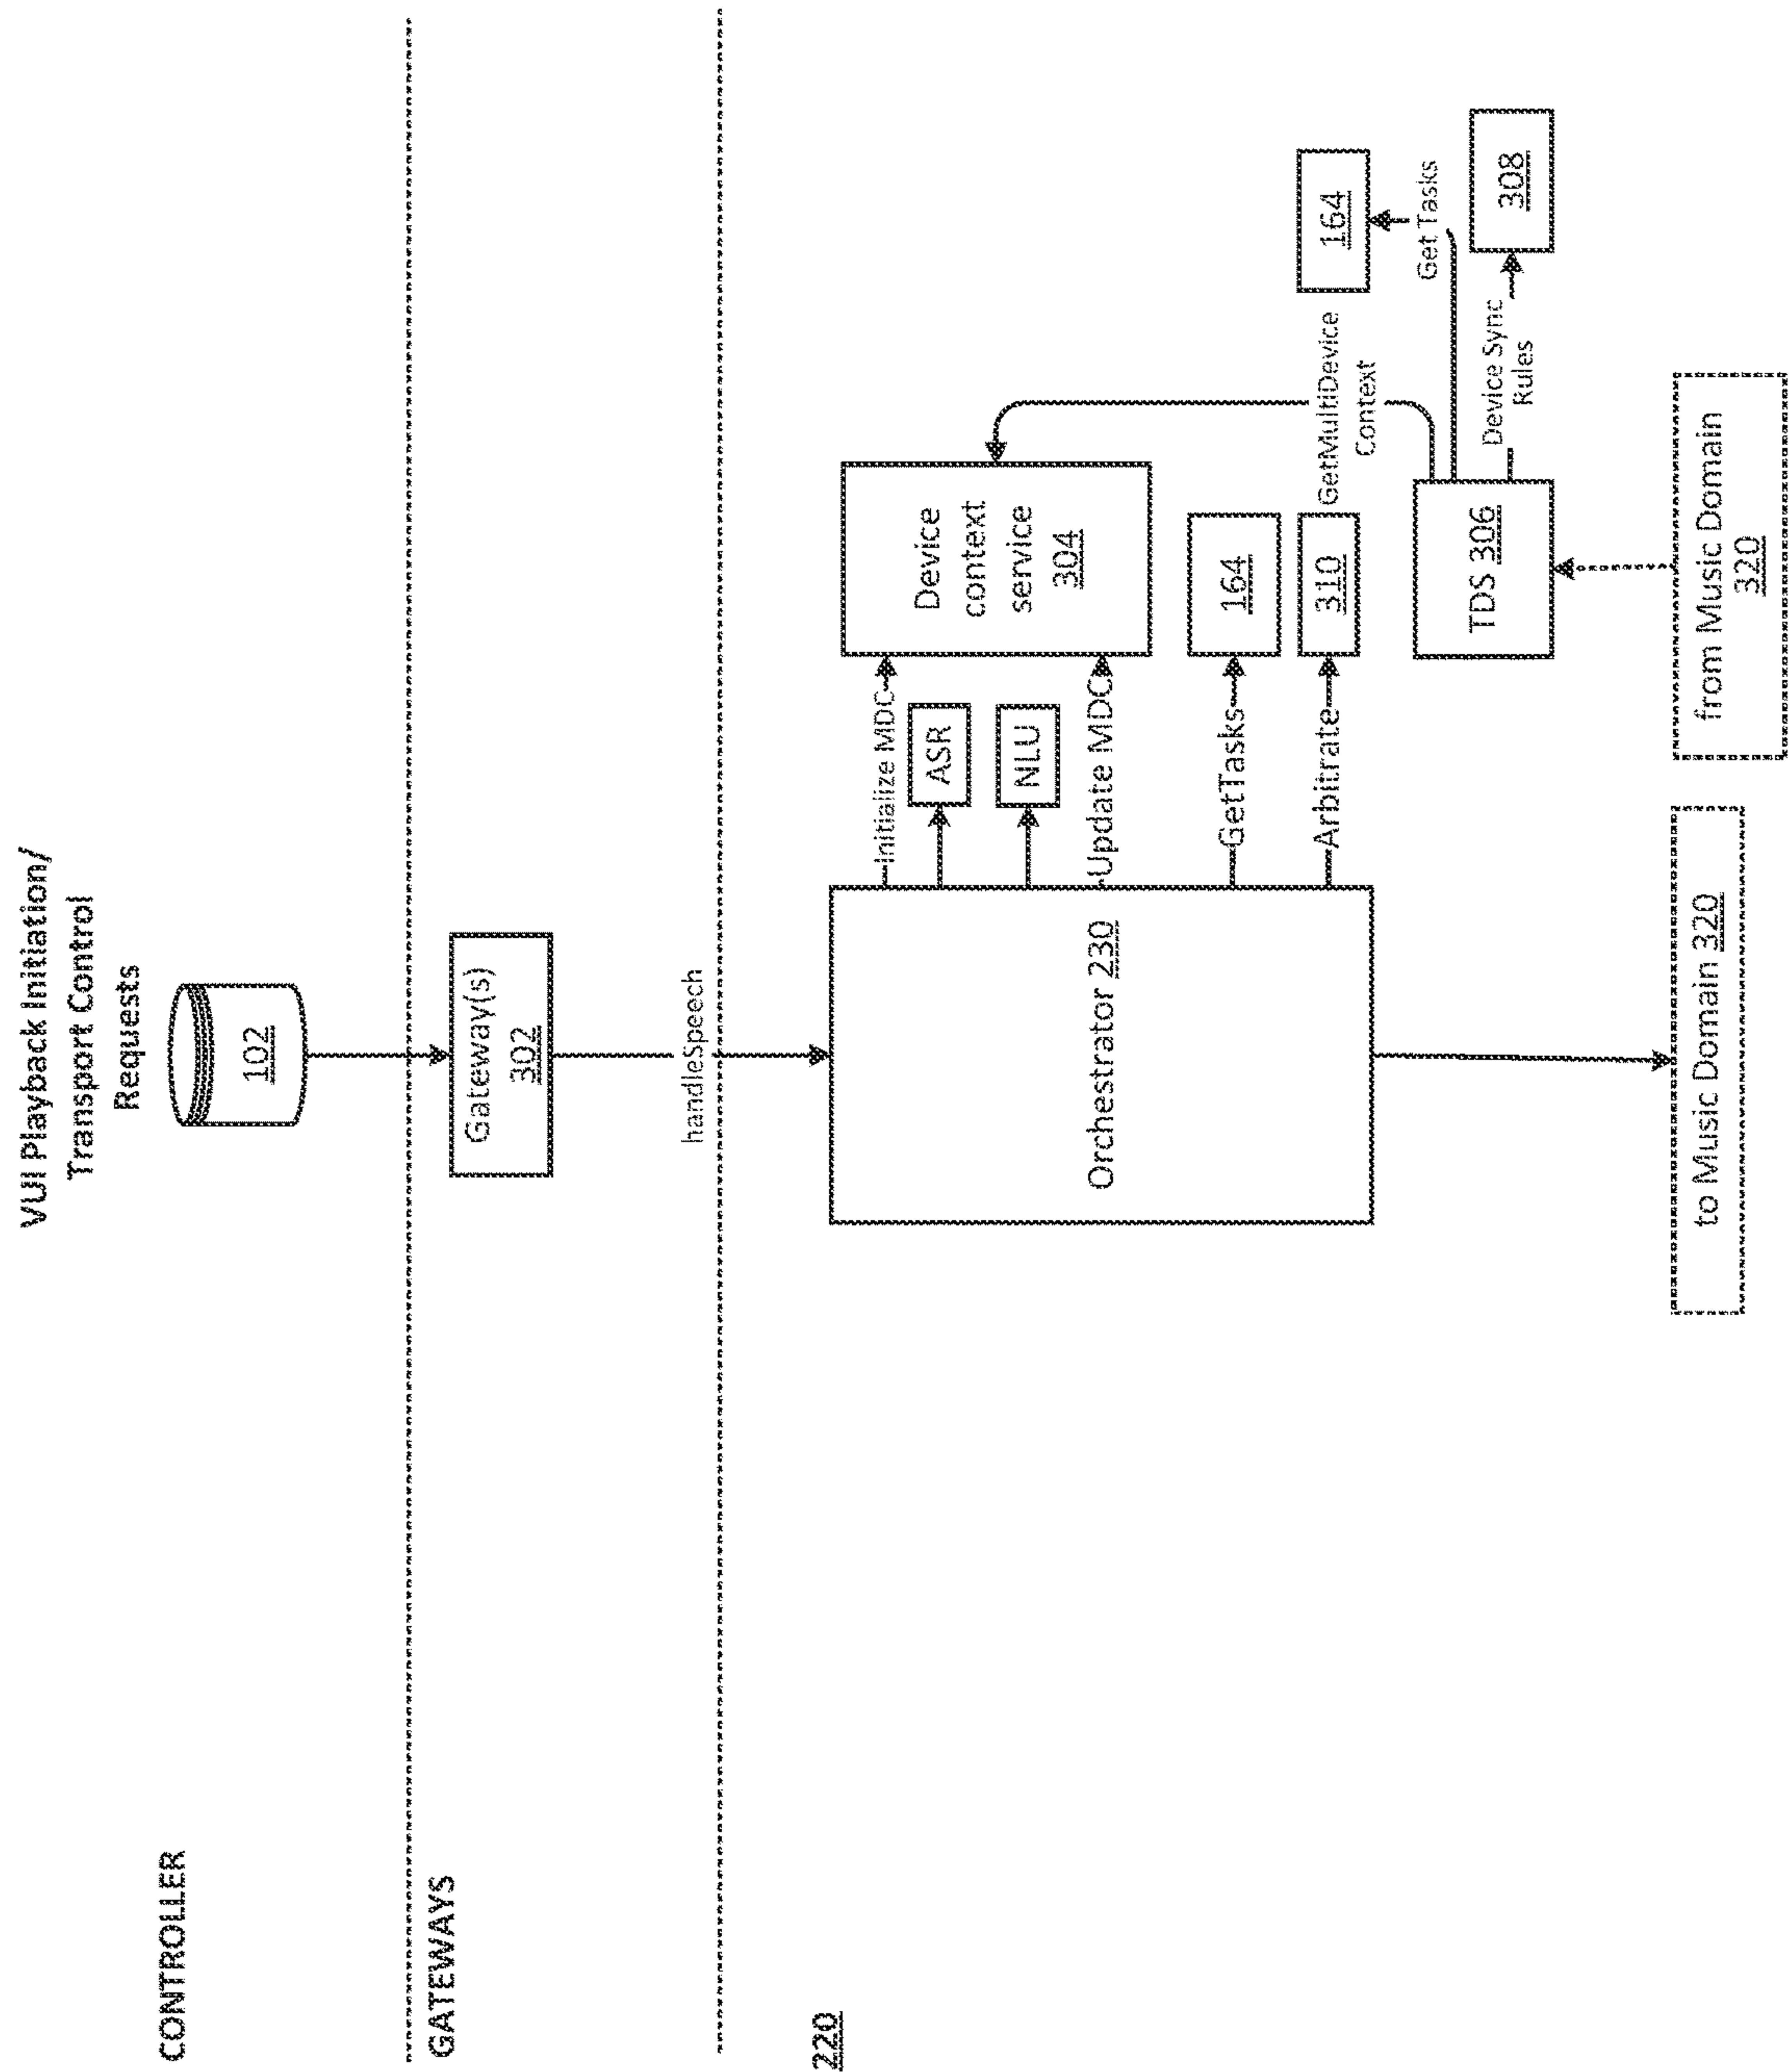 VUI Playback Initiation/
Transport Control
Requests
CONTROLLER
102
GATEWAYS
Gateway(s)
302
handleSpeech
220
Orchestrator 230
Initialize MDC
ASR
NLU
Update MDC
GetTasks
Arbitrate
Device
context
service
304
164
310
GetMultiDevice
Context
164
Get Tasks
TDS 306
Device Sync
Rules
308
to Music Domain 320
from Music Domain
320